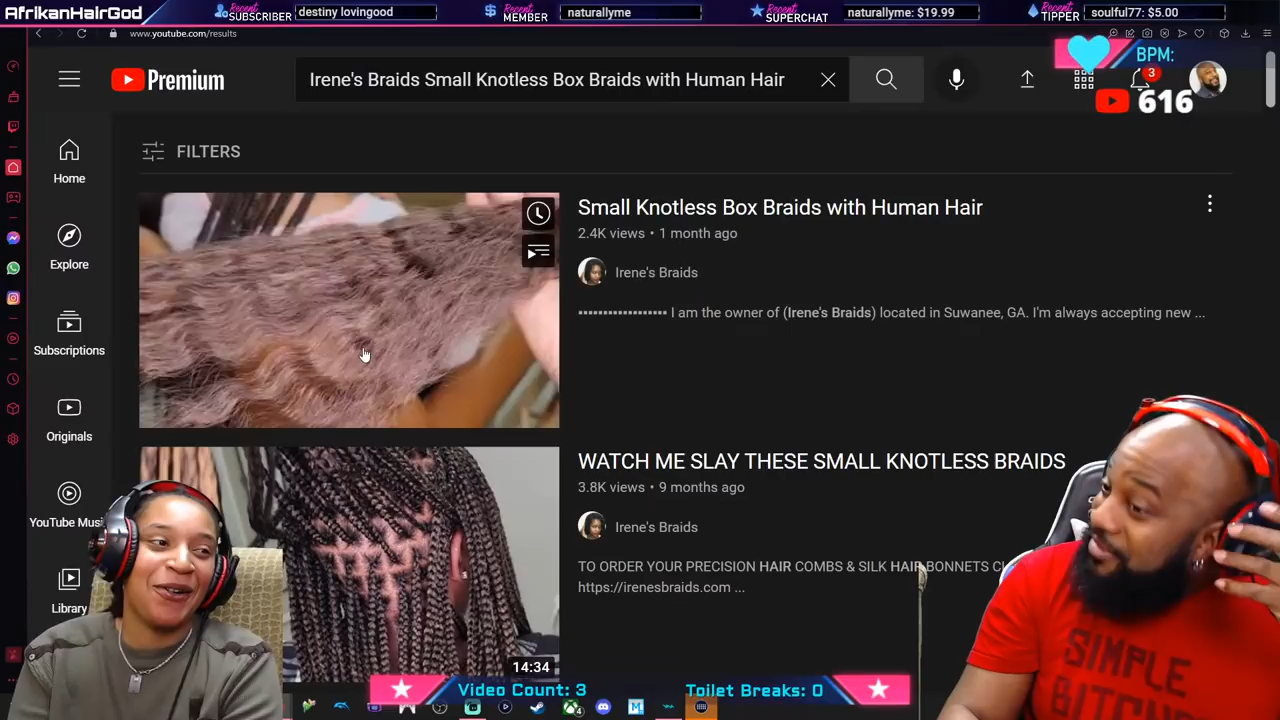 AfrikanHairGod
Recent SUBSCRIBER destiny lovingood
Recent MEMBER naturallyme
Recent SUPERCHAT naturallyme: $19.99
Recent TIPPER soulful77: $5.00
www.youtube.com/results
BPM:
Premium
Irene's Braids Small Knotless Box Braids with Human Hair
3
616
FILTERS
Home
Explore
Subscriptions
Originals
YouTube Musi
Library
Small Knotless Box Braids with Human Hair
2.4K views • 1 month ago
Irene's Braids
▪▪▪▪▪▪▪▪▪▪▪▪▪▪▪▪▪▪ I am the owner of (Irene's Braids) located in Suwanee, GA. I'm always accepting new ...
WATCH ME SLAY THESE SMALL KNOTLESS BRAIDS
3.8K views • 9 months ago
Irene's Braids
TO ORDER YOUR PRECISION HAIR COMBS & SILK HAIR BONNETS
https://irenesbraids.com ...
14:34
SIMPLE
Video Count: 3
Toilet Breaks: 0